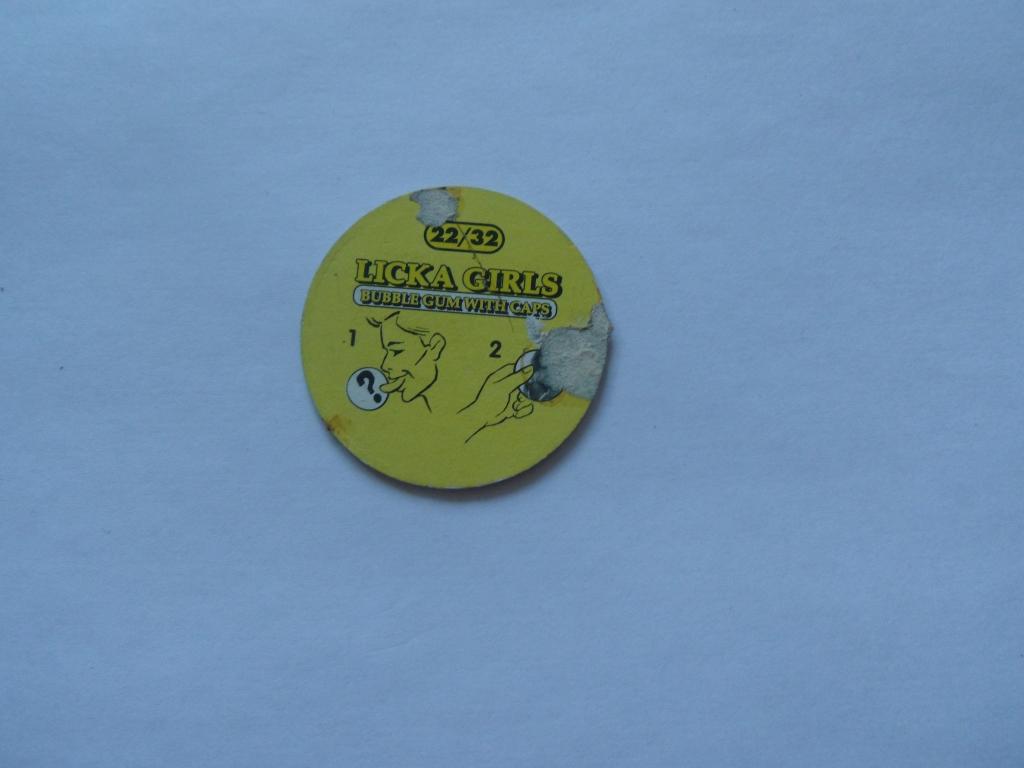 22/32
LICKA GIRLS
BUBBLE GUM WITH CAPS
1
2
?